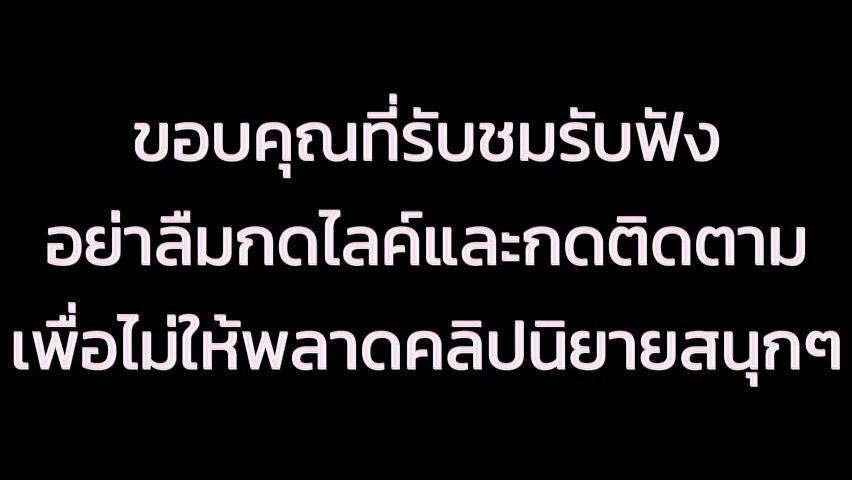 ขอบคุณที่รับชมรับฟัง
อย่าลืมกดไลค์และกดติดตาม
เพื่อไม่ให้พลาดคลิปนิยายสนุกๆ